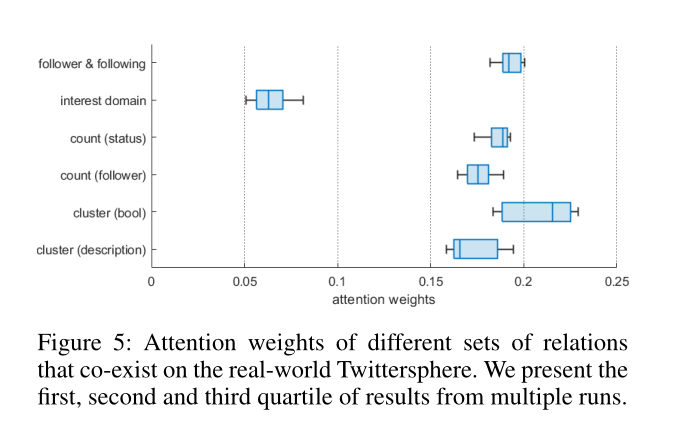 follower & following
interest domain
count (status)
count (follower)
cluster (bool)
cluster (description)
0 0.05 0.1 0.15 0.2 0.25
attention weights
Figure 5: Attention weights of different sets of relations
that co-exist on the real-world Twittersphere. We present the
first, second and third quartile of results from multiple runs.